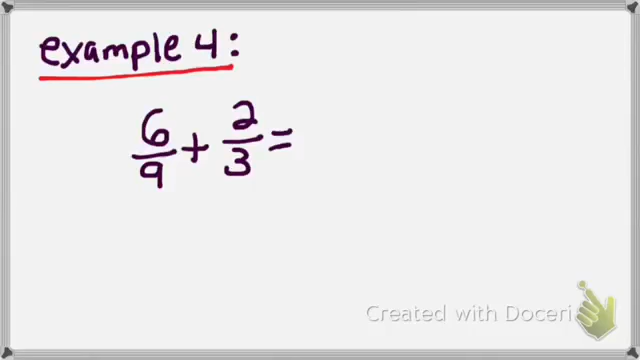 example 4:
6/9 + 2/3 =
Created with Doceri